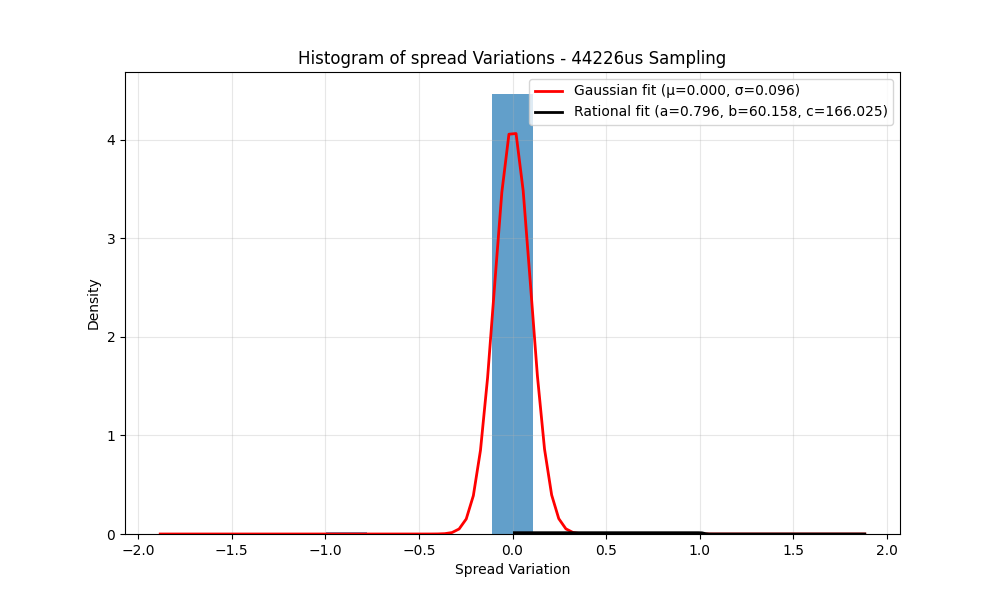 Histogram of spread Variations - 44226us Sampling
Gaussian fit (μ=0.000, σ=0.096)
Rational fit (a=0.796, b=60.158, c=166.025)
Density
4
3
2
1
0
−2.0 −1.5 −1.0 −0.5 0.0 0.5 1.0 1.5 2.0
Spread Variation